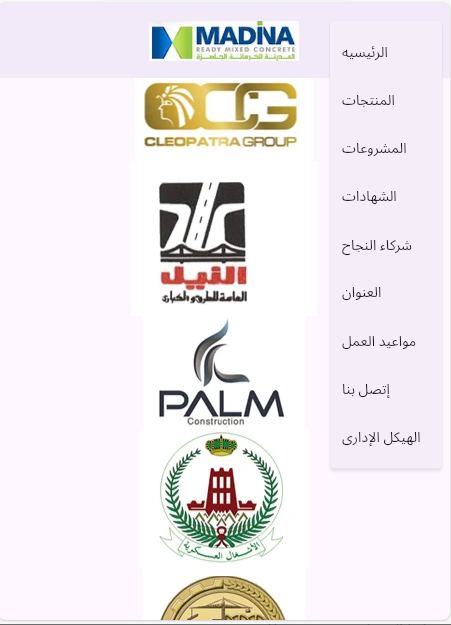 MADINA
READY MIXED CONCRETE
المدينة للخرسانة الجاهزة
الرئيسيه
المنتجات
المشروعات
الشهادات
شركاء النجاح
العنوان
مواعيد العمل
إتصل بنا
الهيكل الإدارى
CLEOPATRA GROUP
النيل
العامة للطرق و الكبارى
PALM
Construction
الأشغال العسكرية